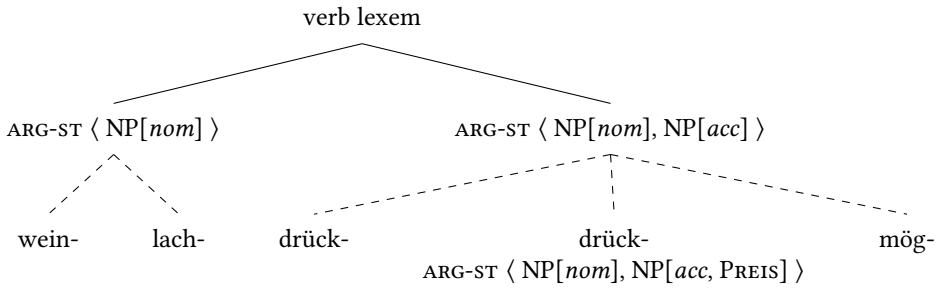 verb lexem
ARG-ST ⟨ NP[nom] ⟩ ARG-ST ⟨ NP[nom], NP[acc] ⟩
wein- lach- drück- drück- mög-
ARG-ST ⟨ NP[nom], NP[acc, PREIS] ⟩